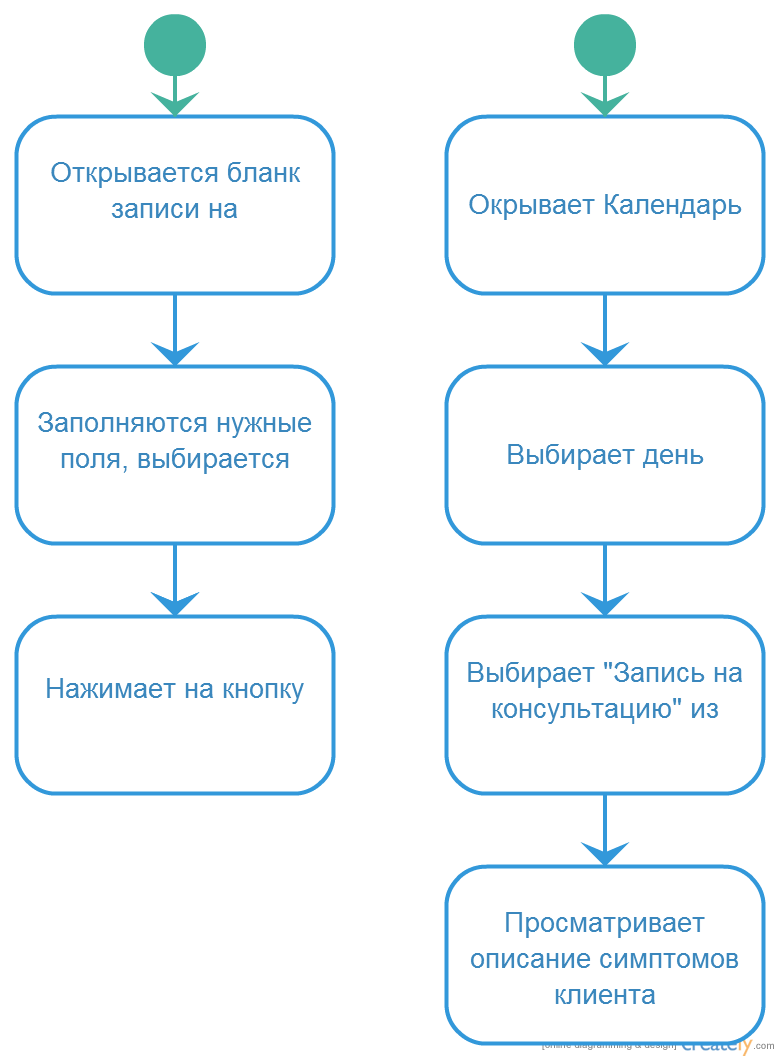 Открывается бланк
записи на
Заполняются нужные
поля, выбирается
Нажимает на кнопку
Окрывает Календарь
Выбирает день
Выбирает "Запись на
консультацию" из
Просматривает
описание симптомов
клиента
[online diagramming & design] creately.com